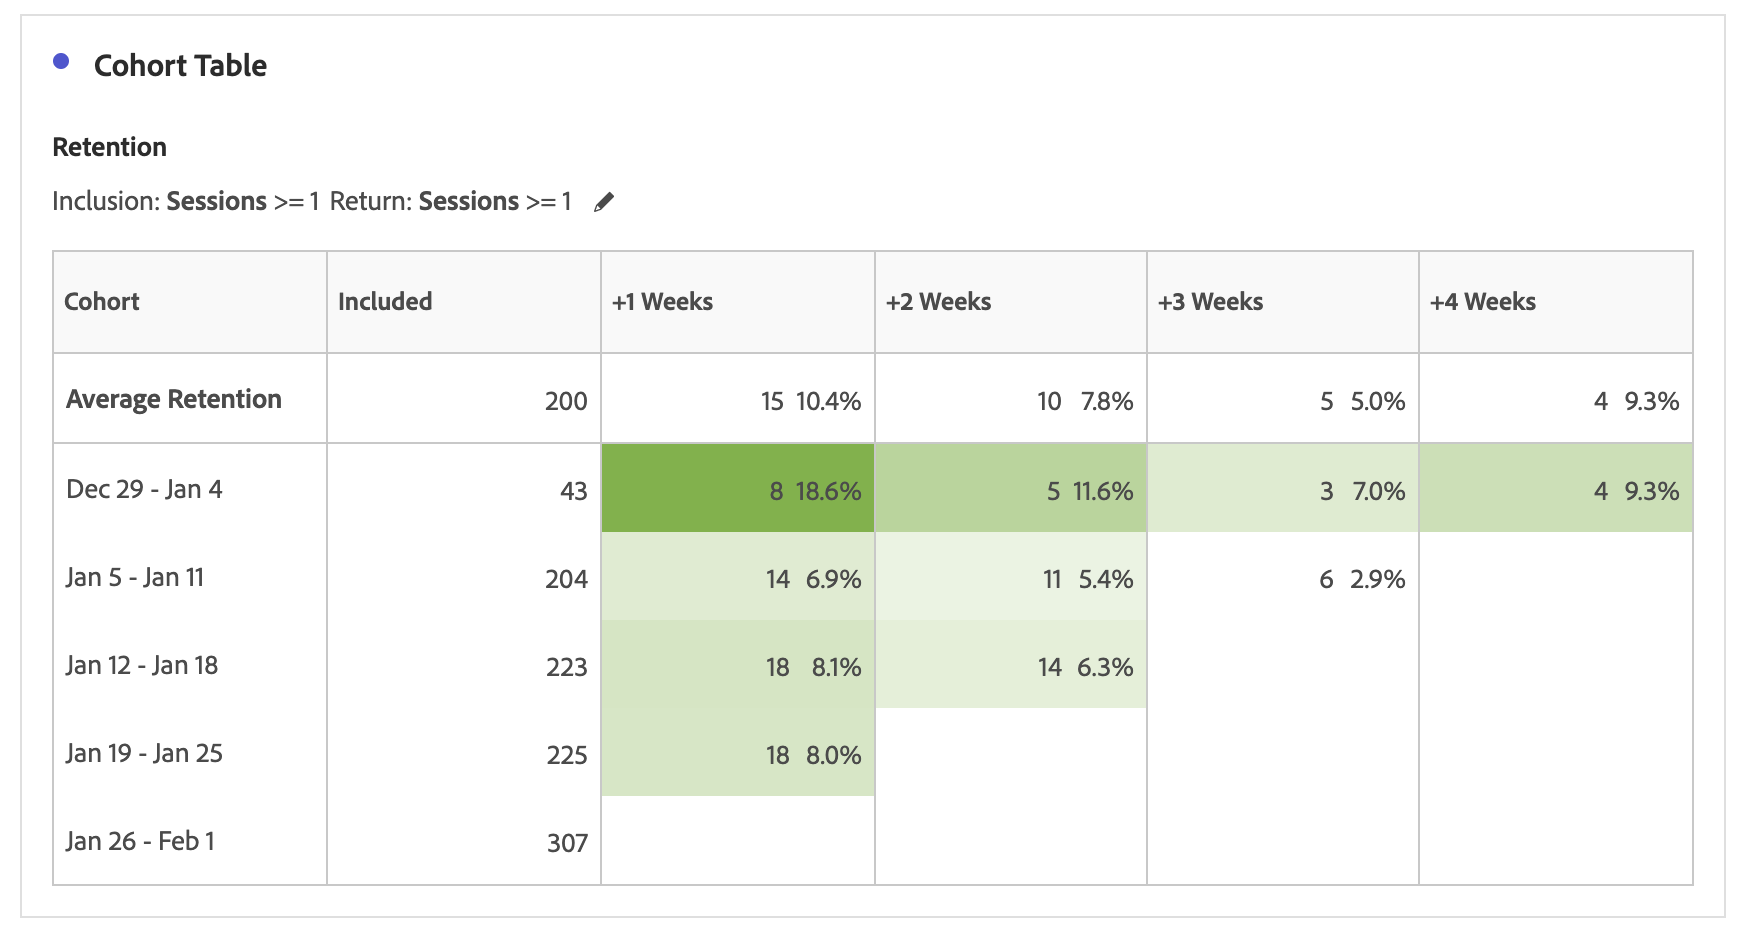 Cohort Table
Retention
Inclusion: Sessions >= 1 Return: Sessions >= 1
Cohort Included +1 Weeks +2 Weeks +3 Weeks +4 Weeks
Average Retention 200 15 10.4% 10 7.8% 5 5.0% 4 9.3%
Dec 29 - Jan 4 43 8 18.6% 5 11.6% 3 7.0% 4 9.3%
Jan 5 - Jan 11 204 14 6.9% 11 5.4% 6 2.9%
Jan 12 - Jan 18 223 18 8.1% 14 6.3%
Jan 19 - Jan 25 225 18 8.0%
Jan 26 - Feb 1 307